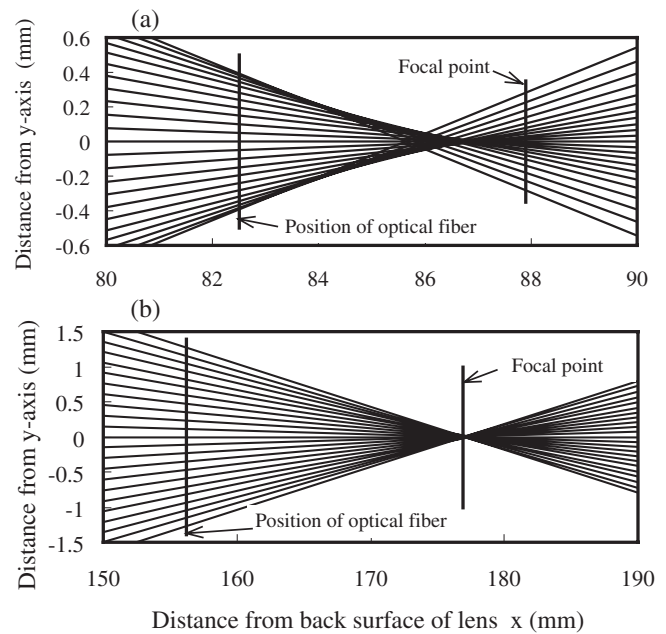 (a)
Distance from y-axis (mm)
0.6
0.4
0.2
0
-0.2
-0.4
-0.6
Focal point
Position of optical fiber
80 82 84 86 88 90
(b)
Distance from y-axis (mm)
1.5
1
0.5
0
-0.5
-1
-1.5
Focal point
Position of optical fiber
150 160 170 180 190
Distance from back surface of lens x (mm)